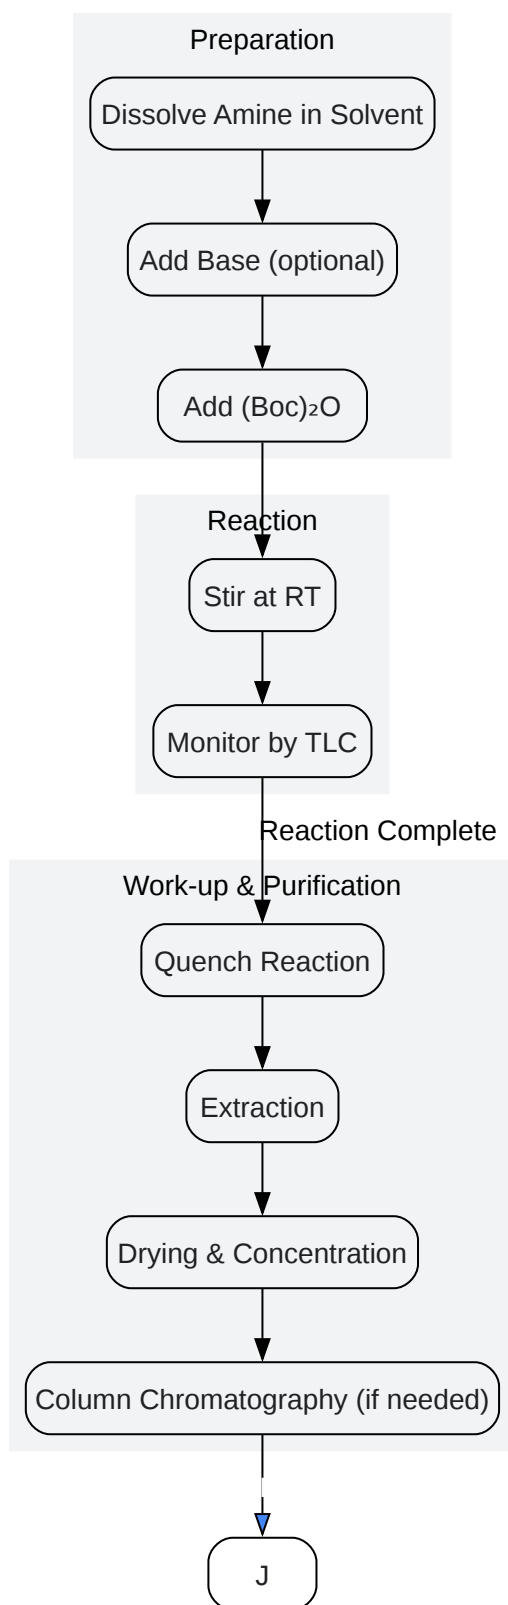 Preparation
Dissolve Amine in Solvent
Add Base (optional)
Add (Boc)₂O
Reaction
Stir at RT
Monitor by TLC
Reaction Complete
Work-up & Purification
Quench Reaction
Extraction
Drying & Concentration
Column Chromatography (if needed)
J